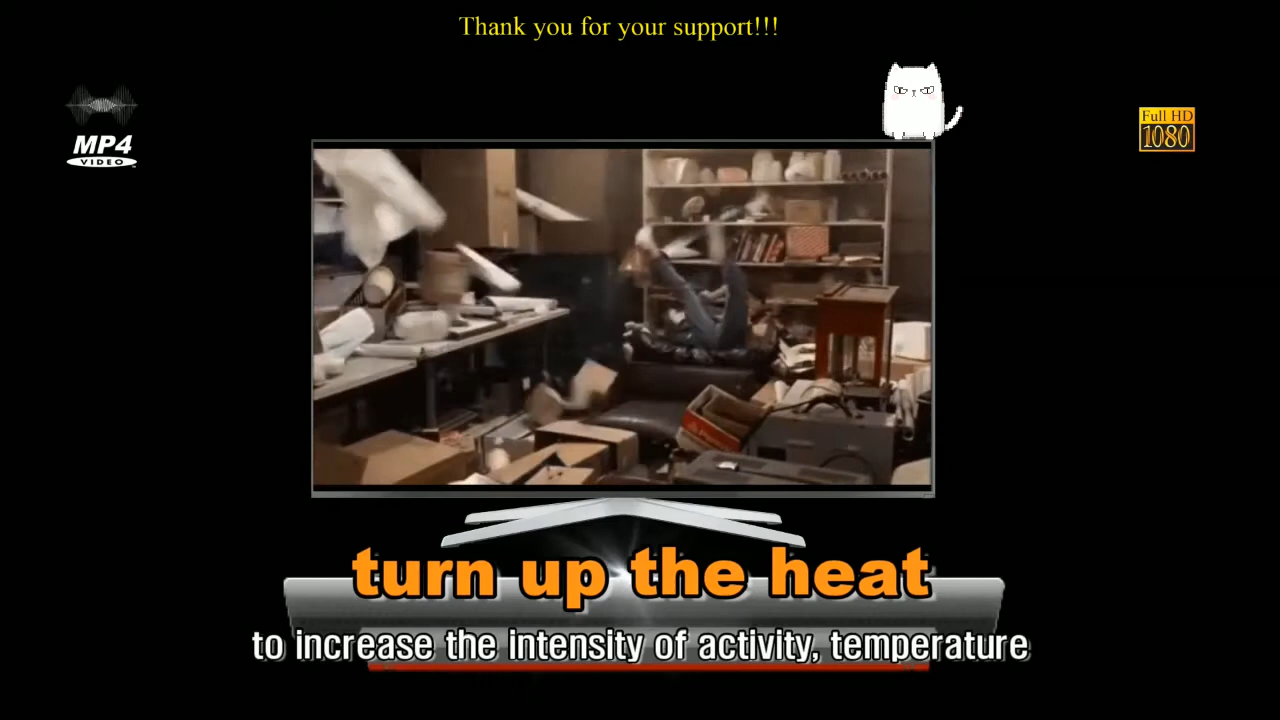 Thank you for your support!!!
Full HD
1080
MP4
VIDEO
turn up the heat
to increase the intensity of activity, temperature